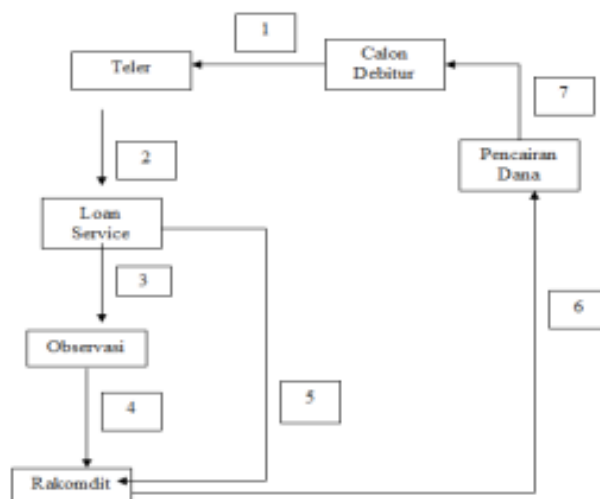 1
Teler
Calon
Debitur
7
2
Pencairan
Dana
Loan
Service
3
6
Observasi
4
5
Rakomdit